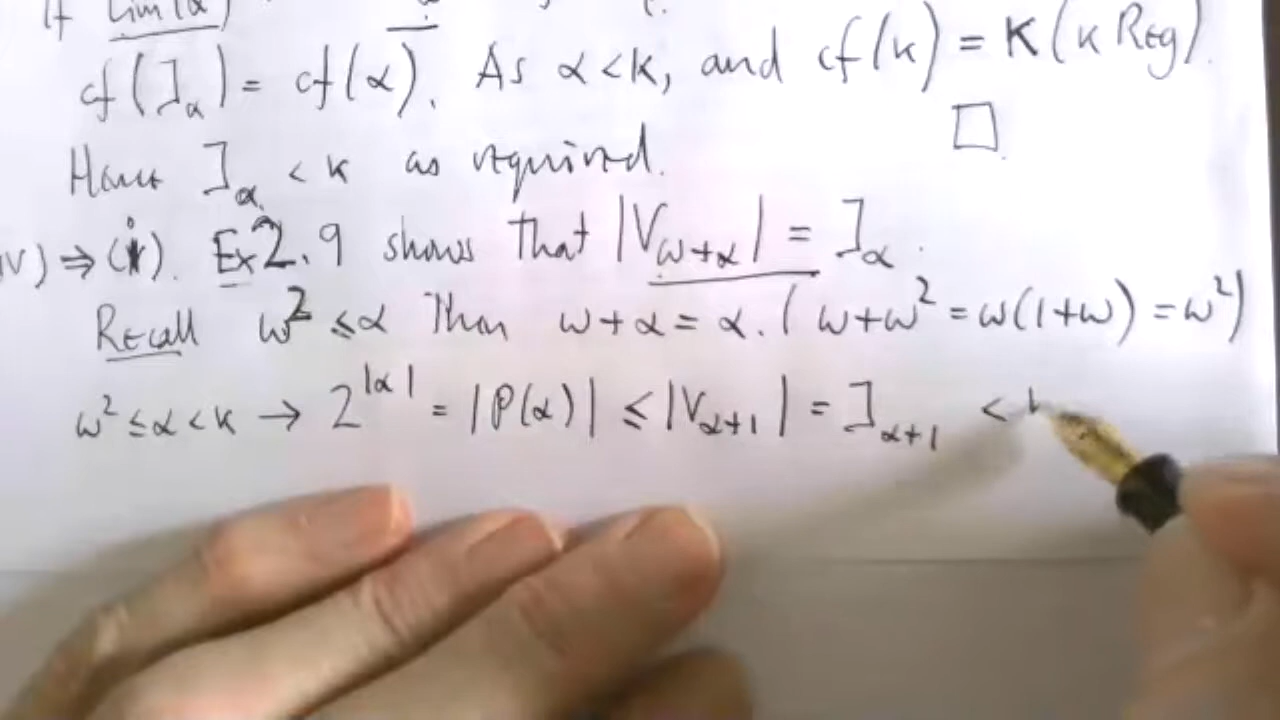 If Lim(α)
cf(ℶ_α) = cf(α). As α < κ, and cf(κ) = κ (κ Reg).
Hence ℶ_α < κ as required. □
iv) ⇒ (i). Ex 2.9 shows that |V_{ω+α}| = ℶ_α.
Recall ω² ≤ α Then ω + α = α. (ω + ω² = ω(1+ω) = ω²)
ω² ≤ α < κ → 2^{|α|} = |P(α)| ≤ |V_{α+1}| = ℶ_{α+1} <